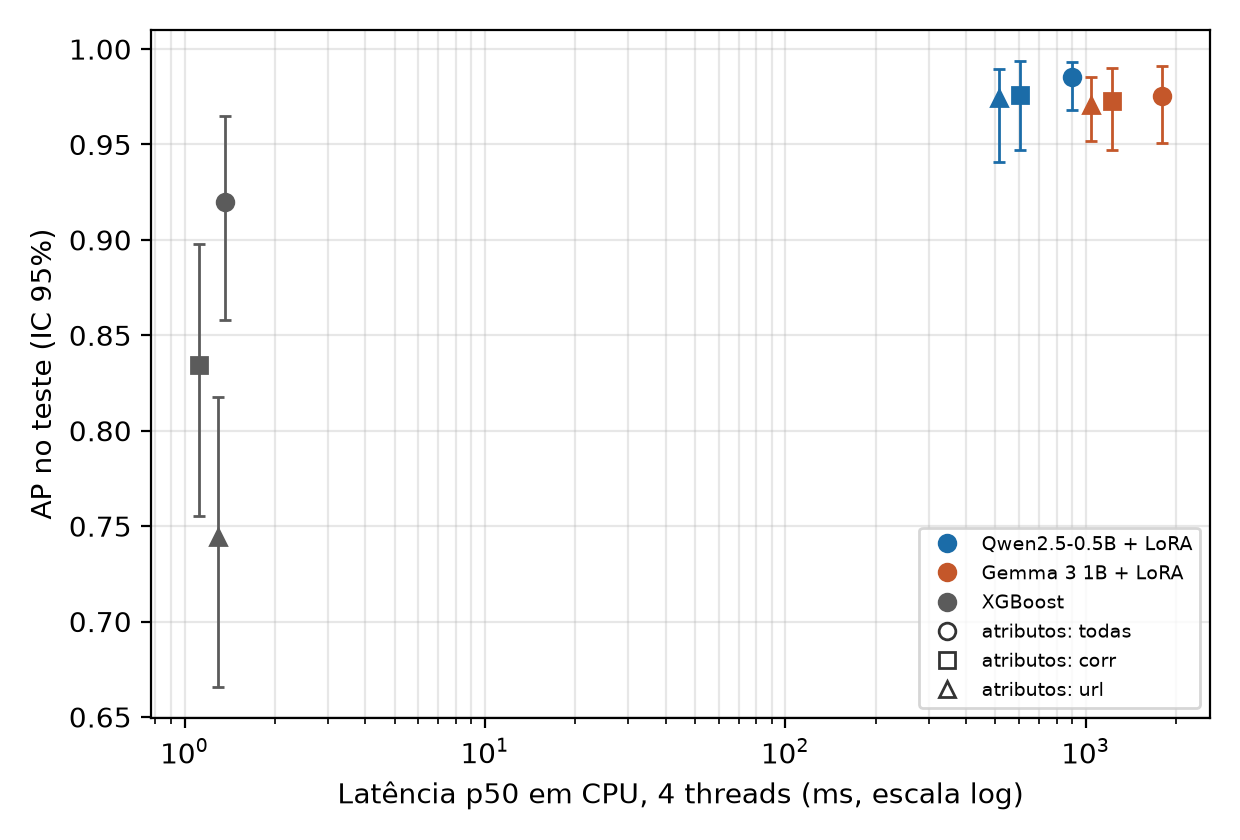 1.00
0.95
0.90
0.85
0.80
0.75
0.70
0.65
AP no teste (IC 95%)
Qwen2.5-0.5B + LoRA
Gemma 3 1B + LoRA
XGBoost
atributos: todas
atributos: corr
atributos: url
10⁰ 10¹ 10² 10³
Latência p50 em CPU, 4 threads (ms, escala log)